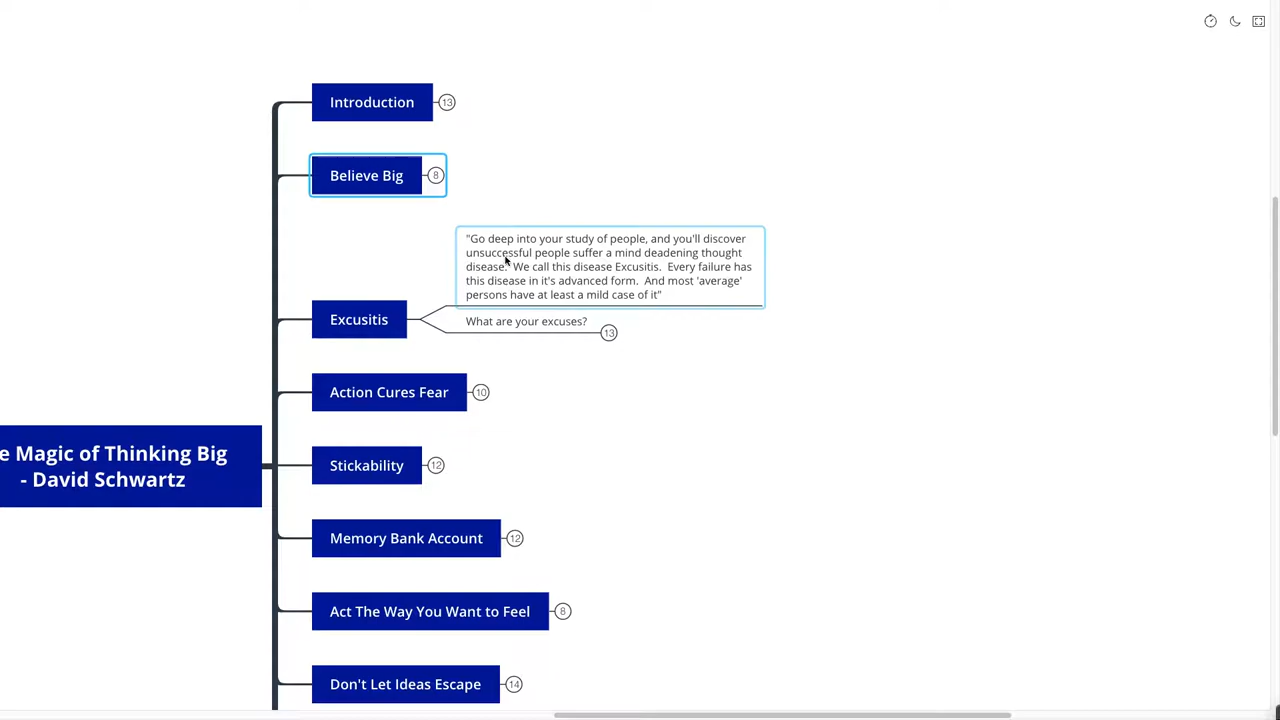 Introduction
13
Believe Big
8
"Go deep into your study of people, and you'll discover
unsuccessful people suffer a mind deadening thought
disease. We call this disease Excusitis. Every failure has
this disease in it's advanced form. And most 'average'
persons have at least a mild case of it"
Excusitis
What are your excuses?
13
Action Cures Fear
10
e Magic of Thinking Big
- David Schwartz
Stickability
12
Memory Bank Account
12
Act The Way You Want to Feel
8
Don't Let Ideas Escape
14